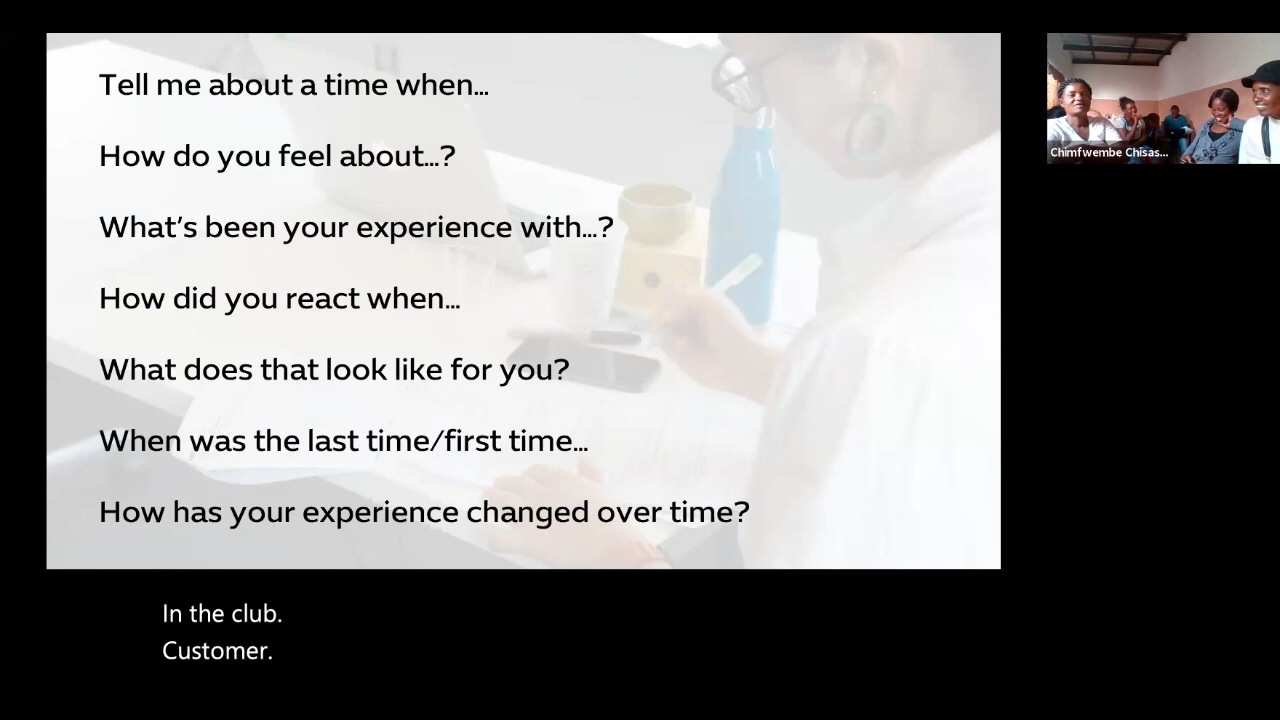 Tell me about a time when…
How do you feel about…?
What’s been your experience with…?
How did you react when…
What does that look like for you?
When was the last time/first time…
How has your experience changed over time?
Chimfwembe Chisas...
In the club.
Customer.